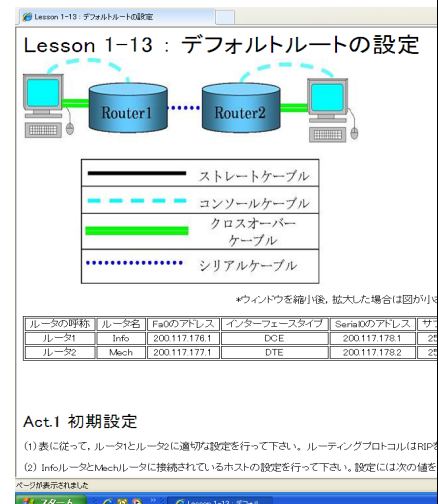 Lesson 1-13 : デフォルトルートの設定
Lesson 1-13 : デフォルトルートの設定
Router1
Router2
ストレートケーブル
コンソールケーブル
クロスオーバー
ケーブル
シリアルケーブル
*ウィンドウを縮小後, 拡大した場合は図が小さ
ルータの呼称 ルータ名 Fa0のアドレス インターフェースタイプ Serial0のアドレス サブ
ルータ1 Info 200.117.176.1 DCE 200.117.178.1 25
ルータ2 Mech 200.117.177.1 DTE 200.117.178.2 25
Act.1 初期設定
(1) 表に従って, ルータ1とルータ2に適切な設定を行って下さい。 ルーティングプロトコルはRIPを
(2) InfoルータとMechルータに接続されているホストの設定を行って下さい。設定には次の値を
ページが表示されました
スタート
Lesson 1-13 : デフォル